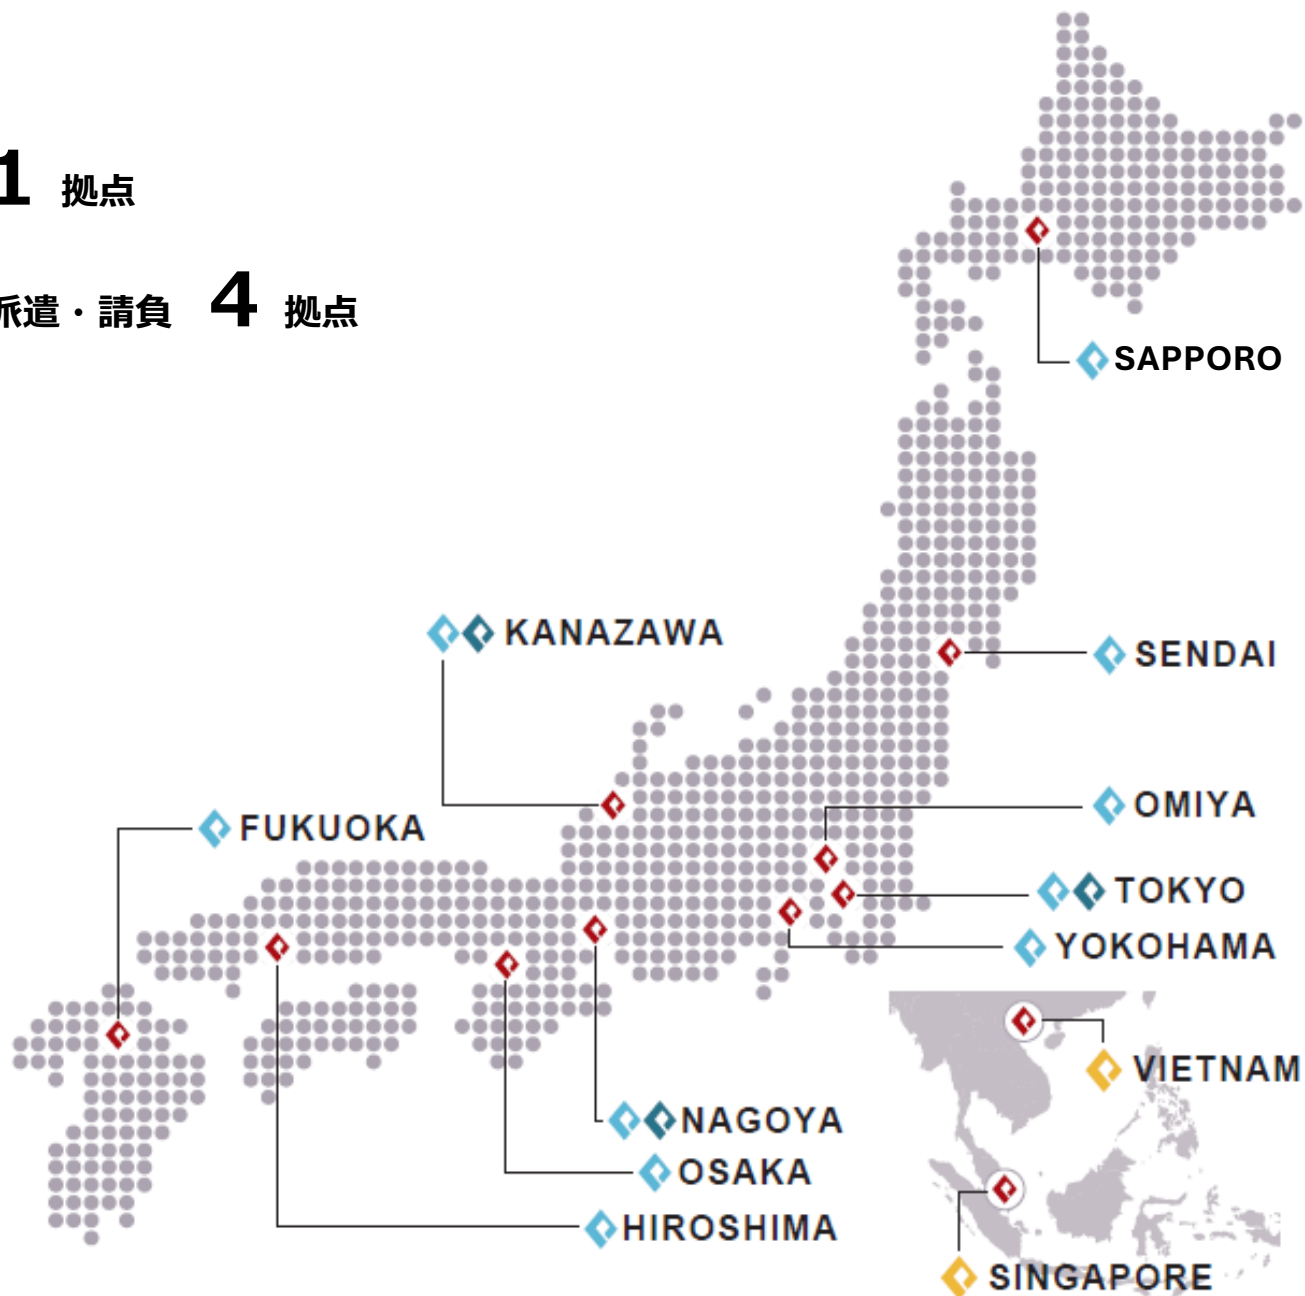 1 拠点
派遣・請負 4 拠点
SAPPORO
KANAZAWA
SENDAI
OMIYA
FUKUOKA
TOKYO
YOKOHAMA
VIETNAM
NAGOYA
OSAKA
HIROSHIMA
SINGAPORE